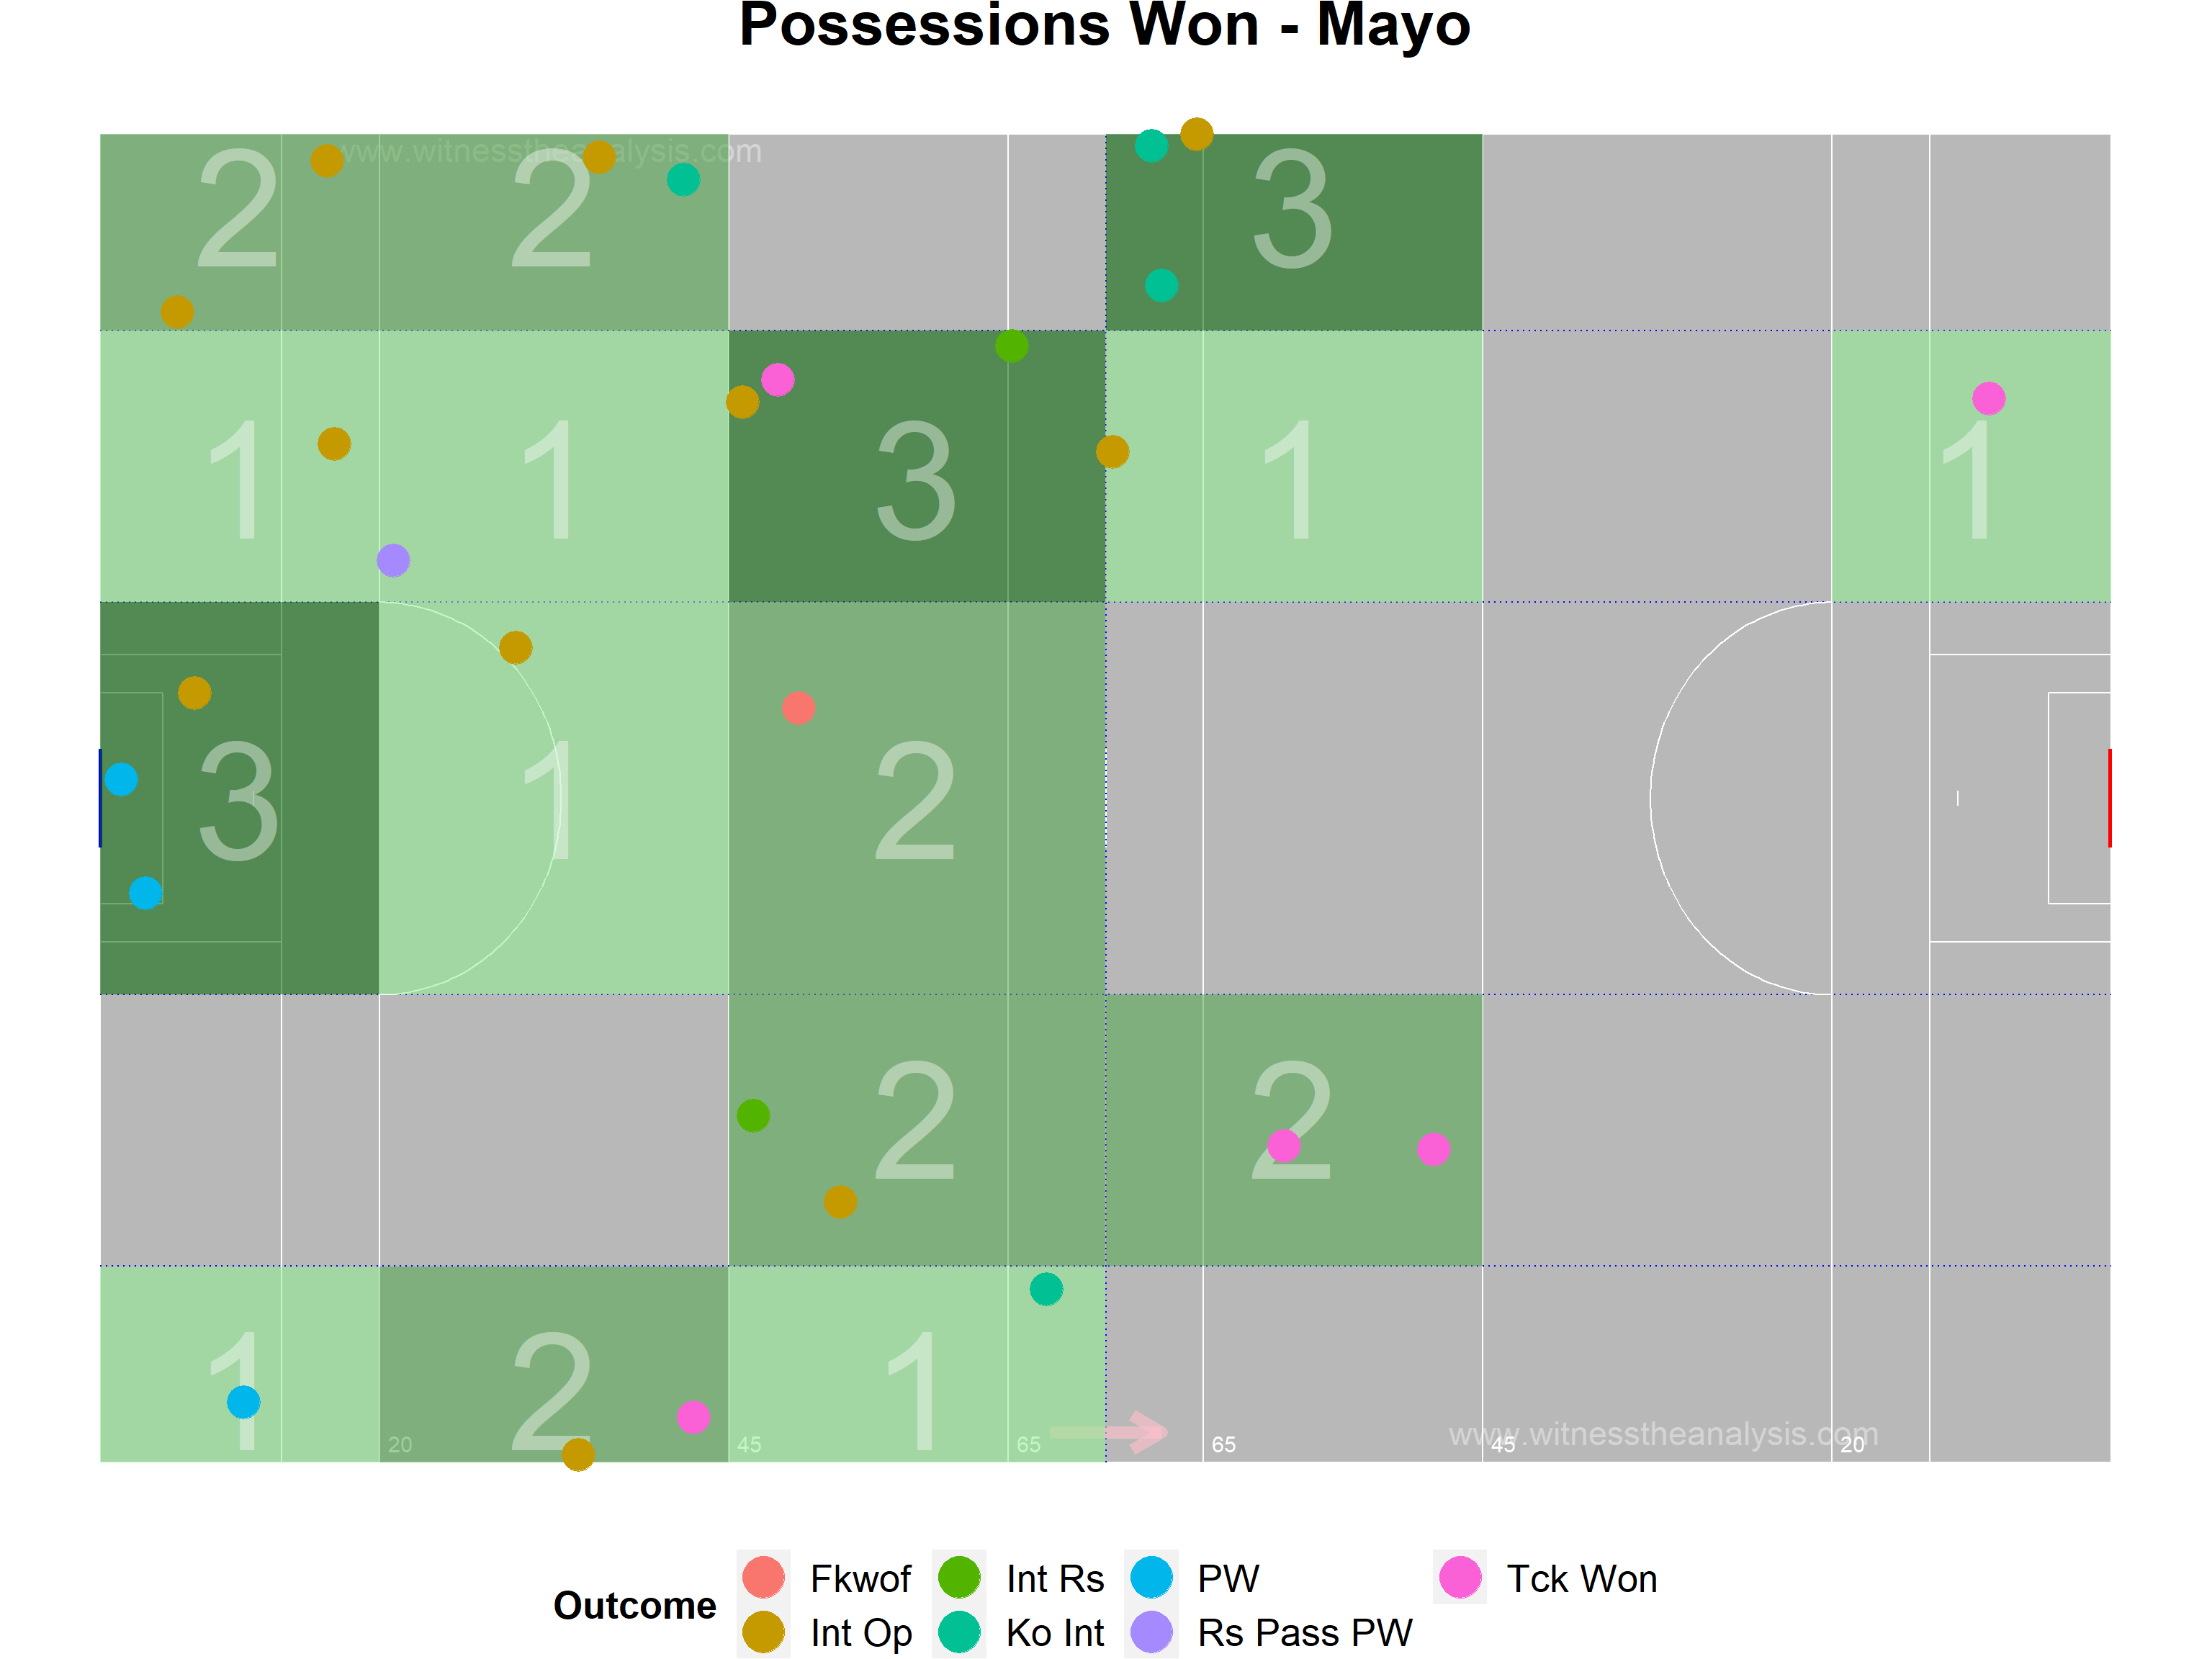 Possessions Won - Mayo
www.witnesstheanalysis.com
2 2 3
1 1 3 1 1
3 1 2
2 2
1 2 1
20 45 65 65 45 20
www.witnesstheanalysis.com
Outcome
Fkwof Int Rs PW Tck Won
Int Op Ko Int Rs Pass PW